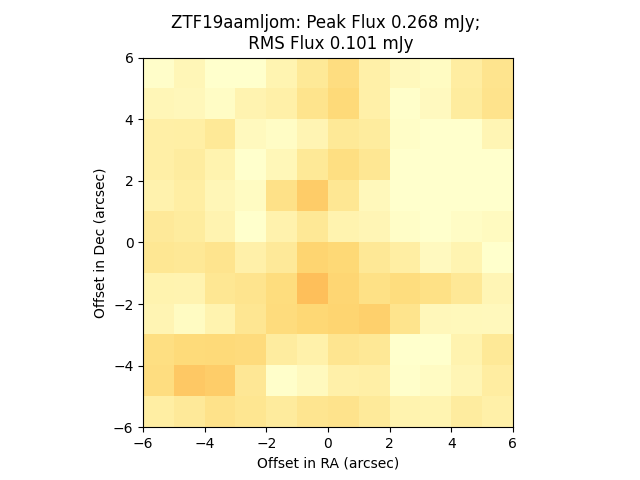 ZTF19aamljom: Peak Flux 0.268 mJy;
RMS Flux 0.101 mJy
6
4
2
0
−2
−4
−6
Offset in Dec (arcsec)
−6 −4 −2 0 2 4 6
Offset in RA (arcsec)